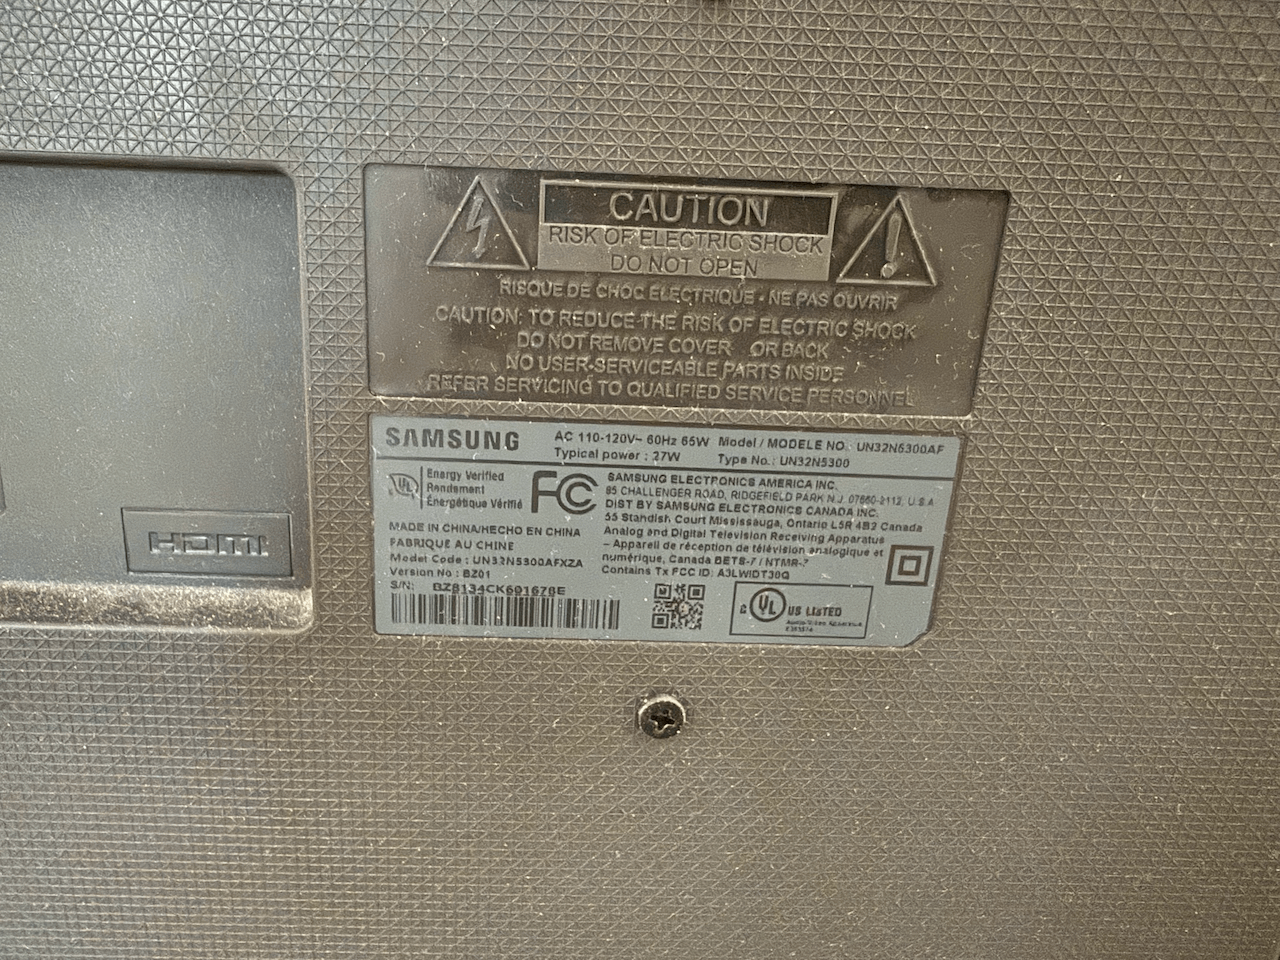 CAUTION
RISK OF ELECTRIC SHOCK
DO NOT OPEN
RISQUE DE CHOC ELECTRIQUE - NE PAS OUVRIR
CAUTION: TO REDUCE THE RISK OF ELECTRIC SHOCK
DO NOT REMOVE COVER OR BACK
NO USER-SERVICEABLE PARTS INSIDE
REFER SERVICING TO QUALIFIED SERVICE PERSONNEL
HDMI
SAMSUNG
AC 110-120V~ 60Hz 65W Model / MODELE NO. UN32N5300AF
Typical power : 27W Type No.: UN32N5300
UL
Energy Verified
Rendement
Énergétique Vérifié
FC
SAMSUNG ELECTRONICS AMERICA INC.
85 CHALLENGER ROAD, RIDGEFIELD PARK N.J. 07660-2112, U.S.A
DIST BY SAMSUNG ELECTRONICS CANADA INC.
55 Standish Court Mississauga, Ontario L5R 4B2 Canada
Analog and Digital Television Receiving Apparatus
– Appareil de réception de télévision analogique et
numérique, Canada BETS-7 / NTMR-7
Contains Tx FCC ID: A3LWIDT30Q
MADE IN CHINA/HECHO EN CHINA
FABRIQUE AU CHINE
Model Code : UN32N5300AFXZA
Version No : BZ01
S/N: BZ8134CK601678E
c UL US LISTED
Audio/Video Apparatus